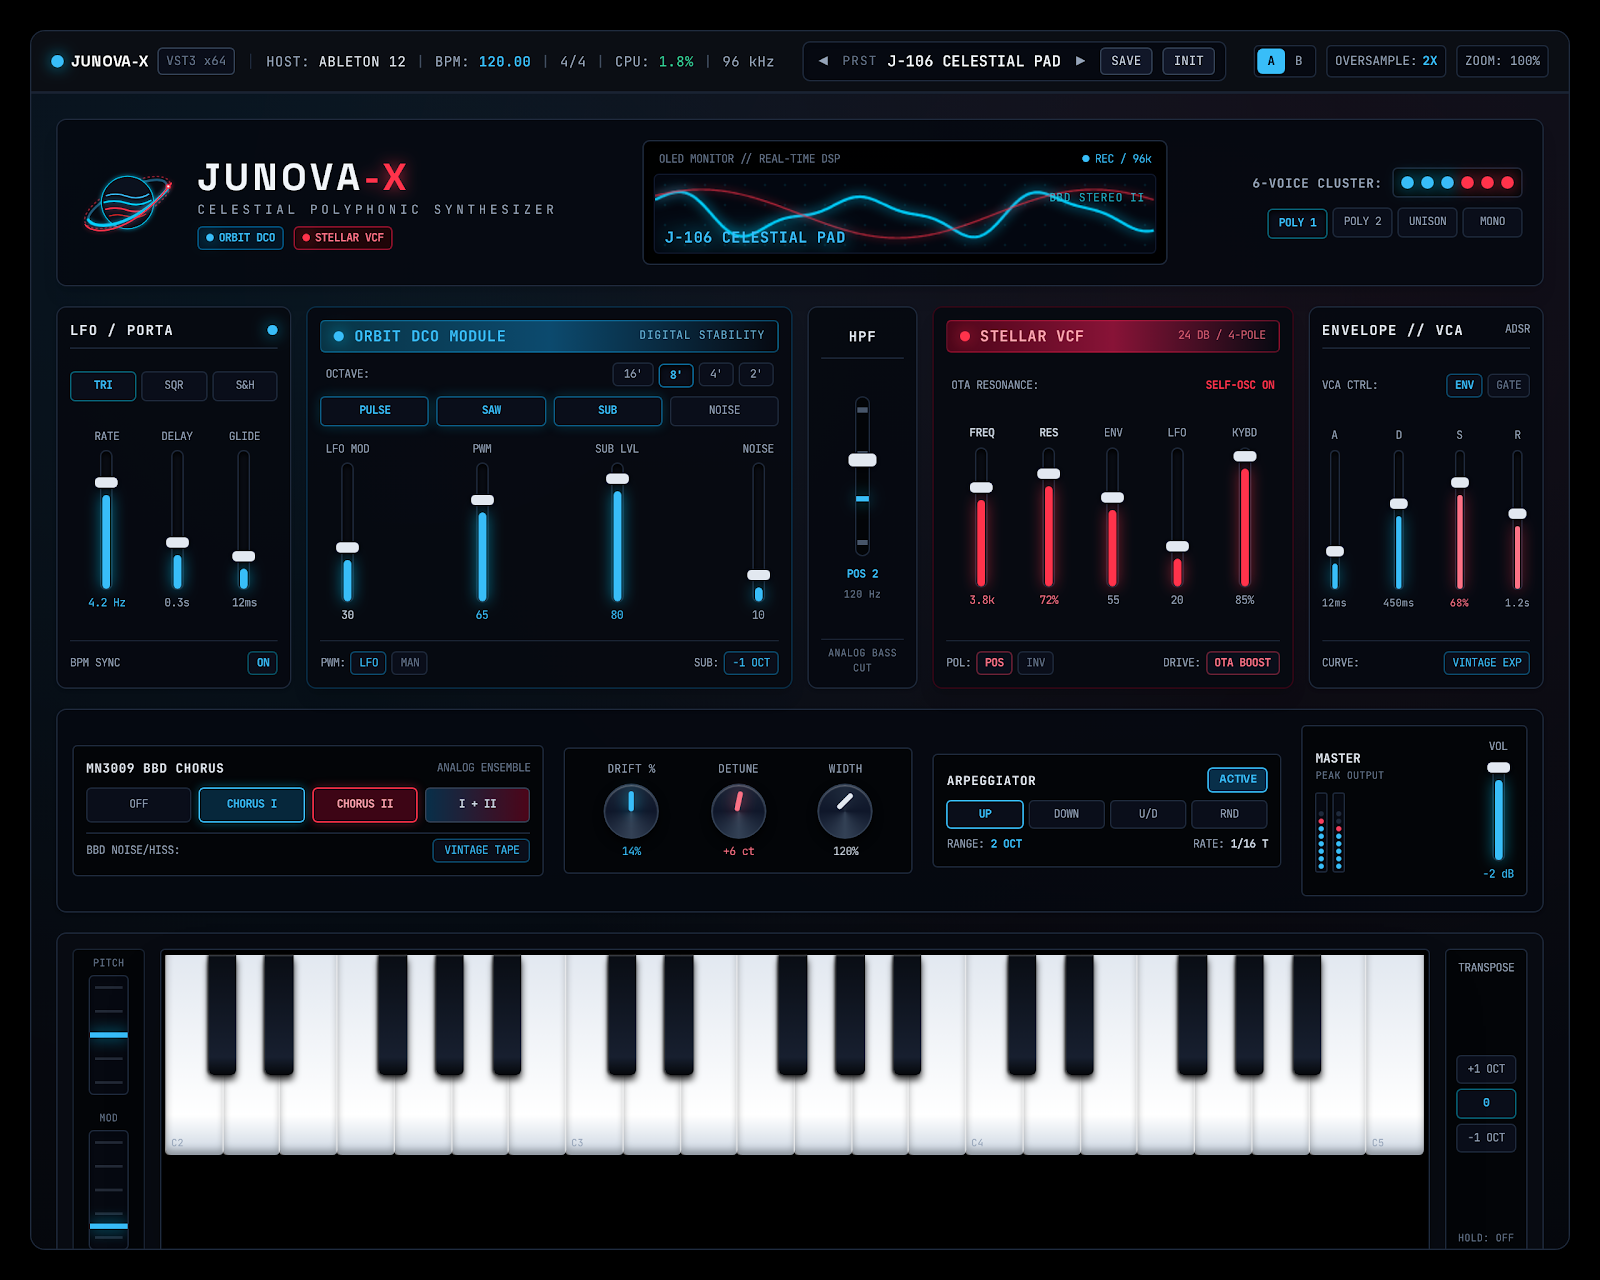 JUNOVA-X VST3 x64 HOST: ABLETON 12 | BPM: 120.00 | 4/4 | CPU: 1.8% | 96 kHz ◀ PRST J-106 CELESTIAL PAD ▶ SAVE INIT A B OVERSAMPLE: 2X ZOOM: 100%
JUNOVA-X
CELESTIAL POLYPHONIC SYNTHESIZER
ORBIT DCO STELLAR VCF
OLED MONITOR // REAL-TIME DSP REC / 96k
BBD STEREO II
J-106 CELESTIAL PAD
6-VOICE CLUSTER:
POLY 1 POLY 2 UNISON MONO
LFO / PORTA
TRI SQR S&H
RATE DELAY GLIDE
4.2 Hz 0.3s 12ms
BPM SYNC ON
ORBIT DCO MODULE DIGITAL STABILITY
OCTAVE: 16' 8' 4' 2'
PULSE SAW SUB NOISE
LFO MOD PWM SUB LVL NOISE
30 65 80 10
PWM: LFO MAN SUB: -1 OCT
HPF
POS 2
120 Hz
ANALOG BASS
CUT
STELLAR VCF 24 DB / 4-POLE
OTA RESONANCE: SELF-OSC ON
FREQ RES ENV LFO KYBD
3.8k 72% 55 20 85%
POL: POS INV DRIVE: OTA BOOST
ENVELOPE // VCA ADSR
VCA CTRL: ENV GATE
A D S R
12ms 450ms 68% 1.2s
CURVE: VINTAGE EXP
MN3009 BBD CHORUS ANALOG ENSEMBLE
OFF CHORUS I CHORUS II I + II
BBD NOISE/HISS: VINTAGE TAPE
DRIFT % DETUNE WIDTH
14% +6 ct 120%
ARPEGGIATOR ACTIVE
UP DOWN U/D RND
RANGE: 2 OCT RATE: 1/16 T
MASTER
PEAK OUTPUT
VOL
-2 dB
PITCH
MOD
C2 C3 C4 C5
TRANSPOSE
+1 OCT
0
-1 OCT
HOLD: OFF